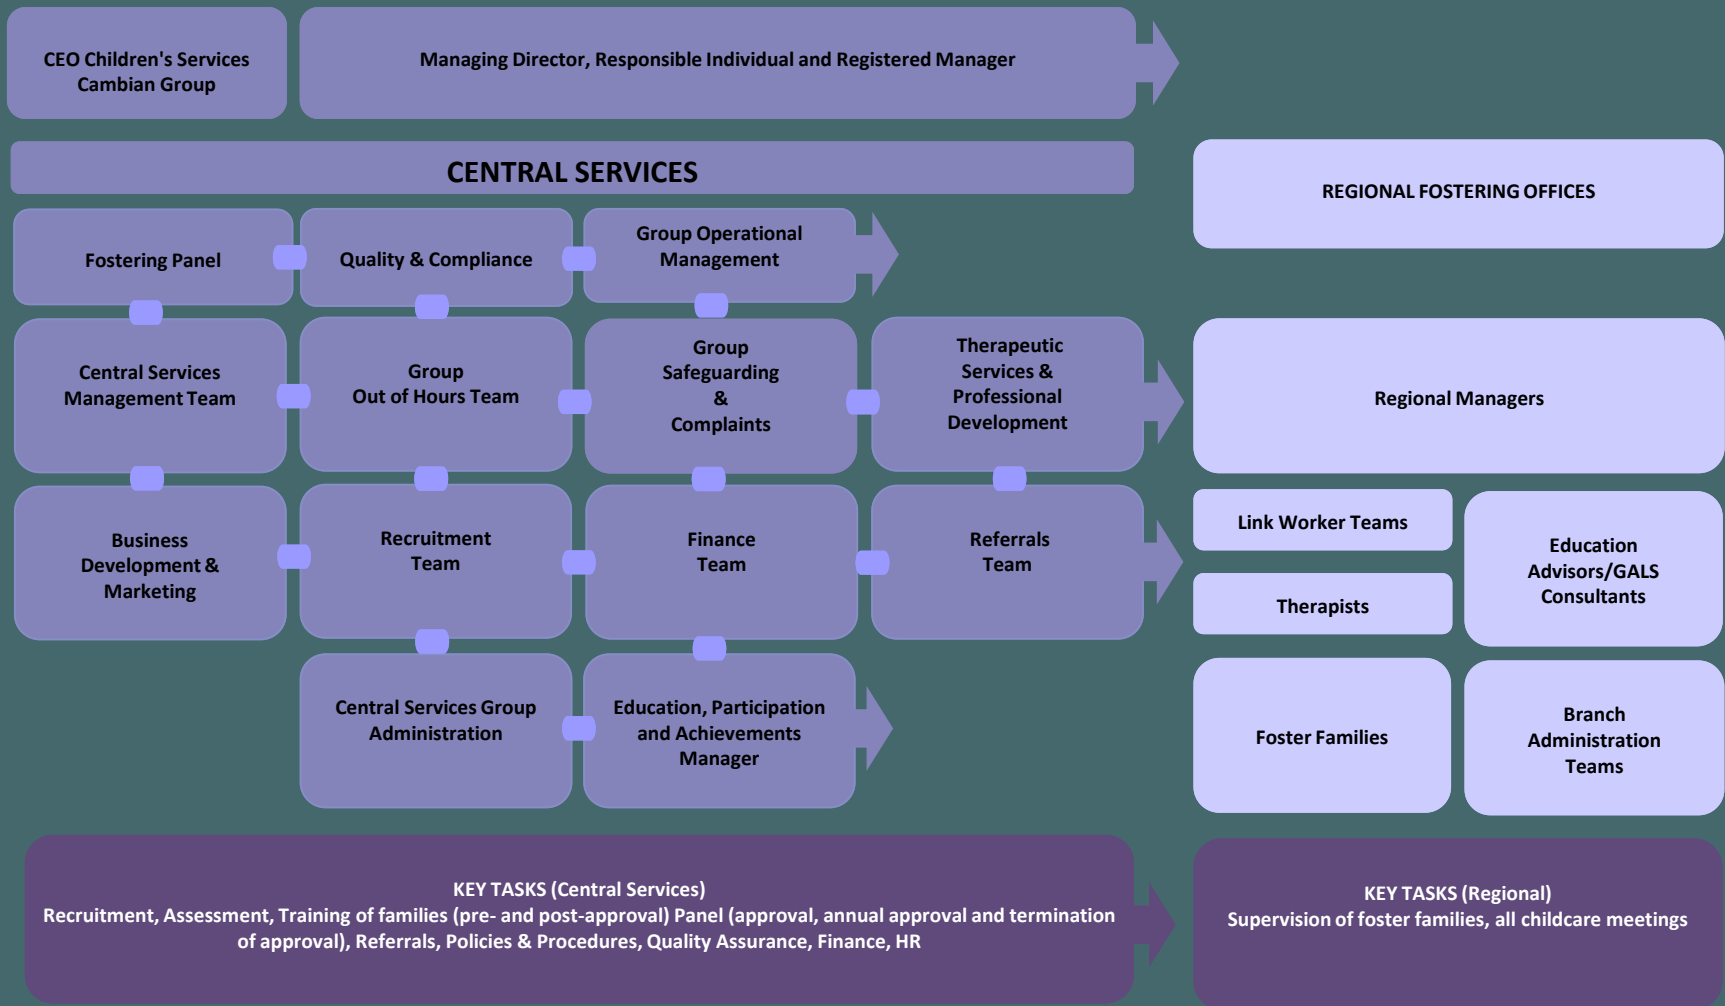 CEO Children's Services
Cambian Group
Managing Director, Responsible Individual and Registered Manager
CENTRAL SERVICES
REGIONAL FOSTERING OFFICES
Fostering Panel
Quality & Compliance
Group Operational
Management
Central Services
Management Team
Group
Out of Hours Team
Group
Safeguarding
&
Complaints
Therapeutic
Services &
Professional
Development
Regional Managers
Business
Development &
Marketing
Recruitment
Team
Finance
Team
Referrals
Team
Link Worker Teams
Therapists
Education
Advisors/GALS
Consultants
Central Services Group
Administration
Education, Participation
and Achievements
Manager
Foster Families
Branch
Administration
Teams
KEY TASKS (Central Services)
Recruitment, Assessment, Training of families (pre- and post-approval) Panel (approval, annual approval and termination
of approval), Referrals, Policies & Procedures, Quality Assurance, Finance, HR
KEY TASKS (Regional)
Supervision of foster families, all childcare meetings